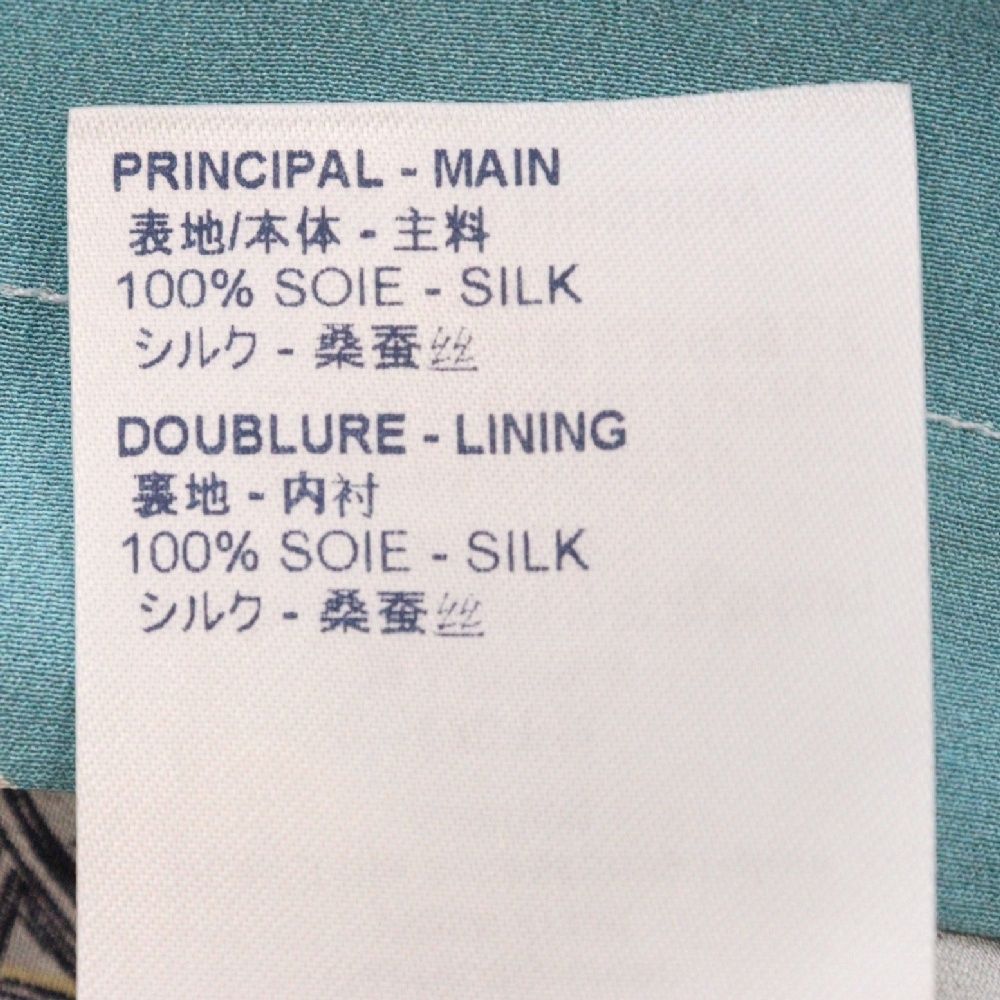 PRINCIPAL - MAIN
表地/本体 - 主料
100% SOIE - SILK
シルク - 桑蚕丝
DOUBLURE - LINING
裏地 - 内衬
100% SOIE - SILK
シルク - 桑蚕丝